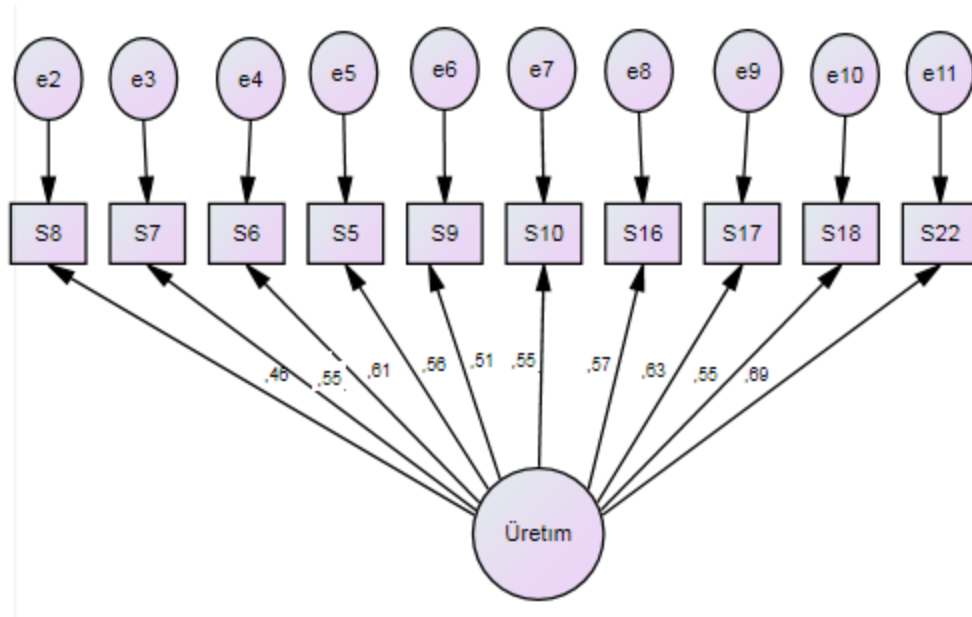 e2 e3 e4 e5 e6 e7 e8 e9 e10 e11
S8 S7 S6 S5 S9 S10 S16 S17 S18 S22
,46 ,55 ,61 ,56 ,51 ,55 ,57 ,63 ,55 ,69
Üretım